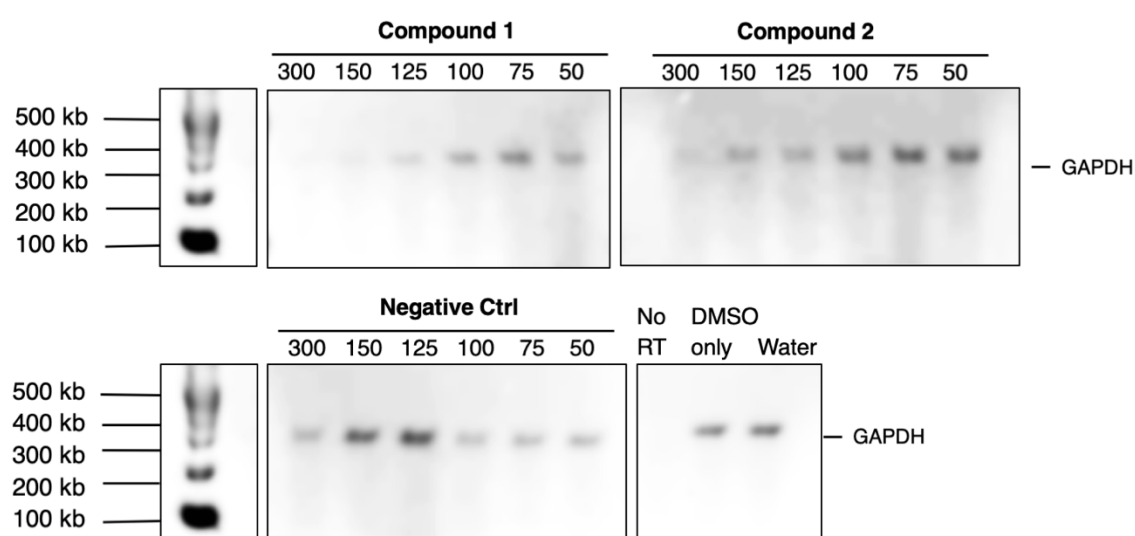 Compound 1
300 150 125 100 75 50
Compound 2
300 150 125 100 75 50
500 kb
400 kb
300 kb
200 kb
100 kb
GAPDH
Negative Ctrl
300 150 125 100 75 50
No DMSO
RT only Water
500 kb
400 kb
300 kb
200 kb
100 kb
GAPDH